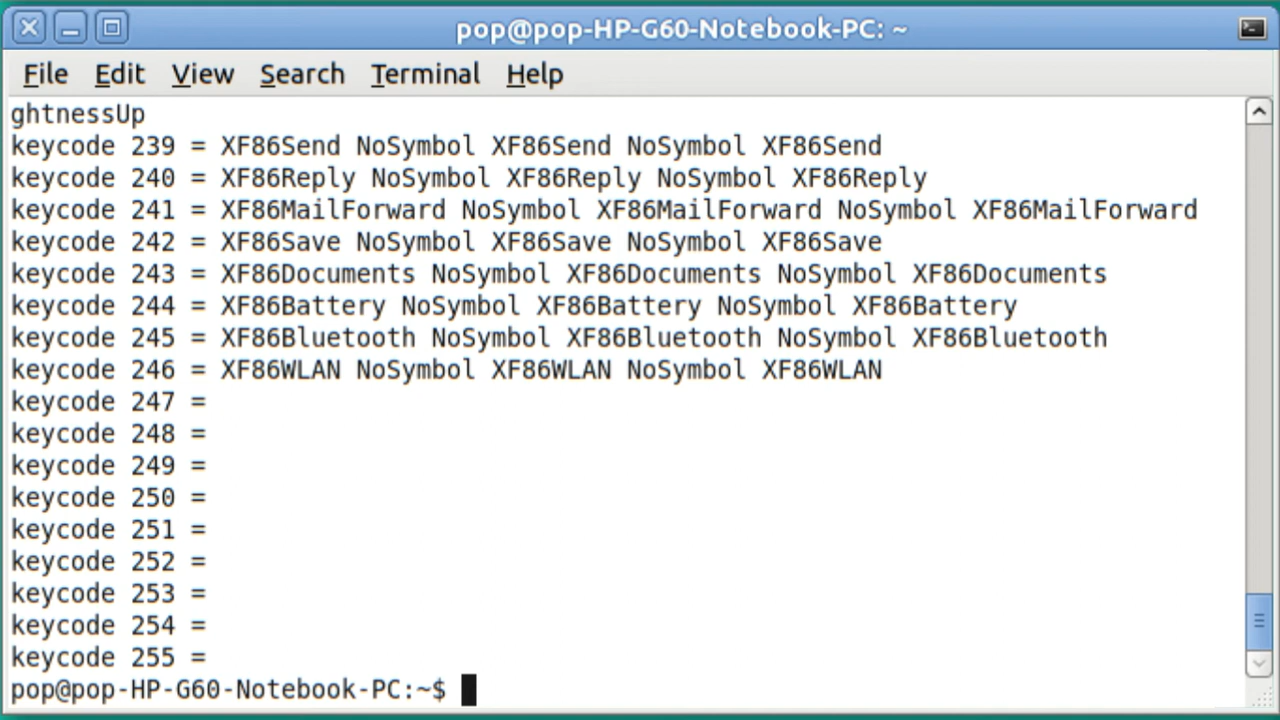 pop@pop-HP-G60-Notebook-PC: ~
File Edit View Search Terminal Help
ghtnessUp
keycode 239 = XF86Send NoSymbol XF86Send NoSymbol XF86Send
keycode 240 = XF86Reply NoSymbol XF86Reply NoSymbol XF86Reply
keycode 241 = XF86MailForward NoSymbol XF86MailForward NoSymbol XF86MailForward
keycode 242 = XF86Save NoSymbol XF86Save NoSymbol XF86Save
keycode 243 = XF86Documents NoSymbol XF86Documents NoSymbol XF86Documents
keycode 244 = XF86Battery NoSymbol XF86Battery NoSymbol XF86Battery
keycode 245 = XF86Bluetooth NoSymbol XF86Bluetooth NoSymbol XF86Bluetooth
keycode 246 = XF86WLAN NoSymbol XF86WLAN NoSymbol XF86WLAN
keycode 247 =
keycode 248 =
keycode 249 =
keycode 250 =
keycode 251 =
keycode 252 =
keycode 253 =
keycode 254 =
keycode 255 =
pop@pop-HP-G60-Notebook-PC:~$